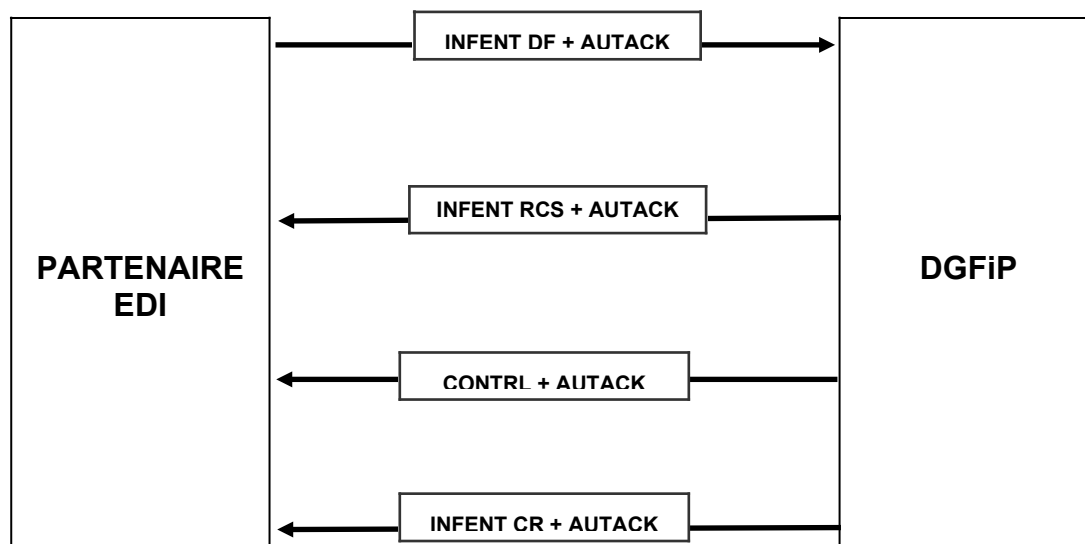 INFENT DF + AUTACK
INFENT RCS + AUTACK
PARTENAIRE
EDI
DGFiP
CONTRL + AUTACK
INFENT CR + AUTACK